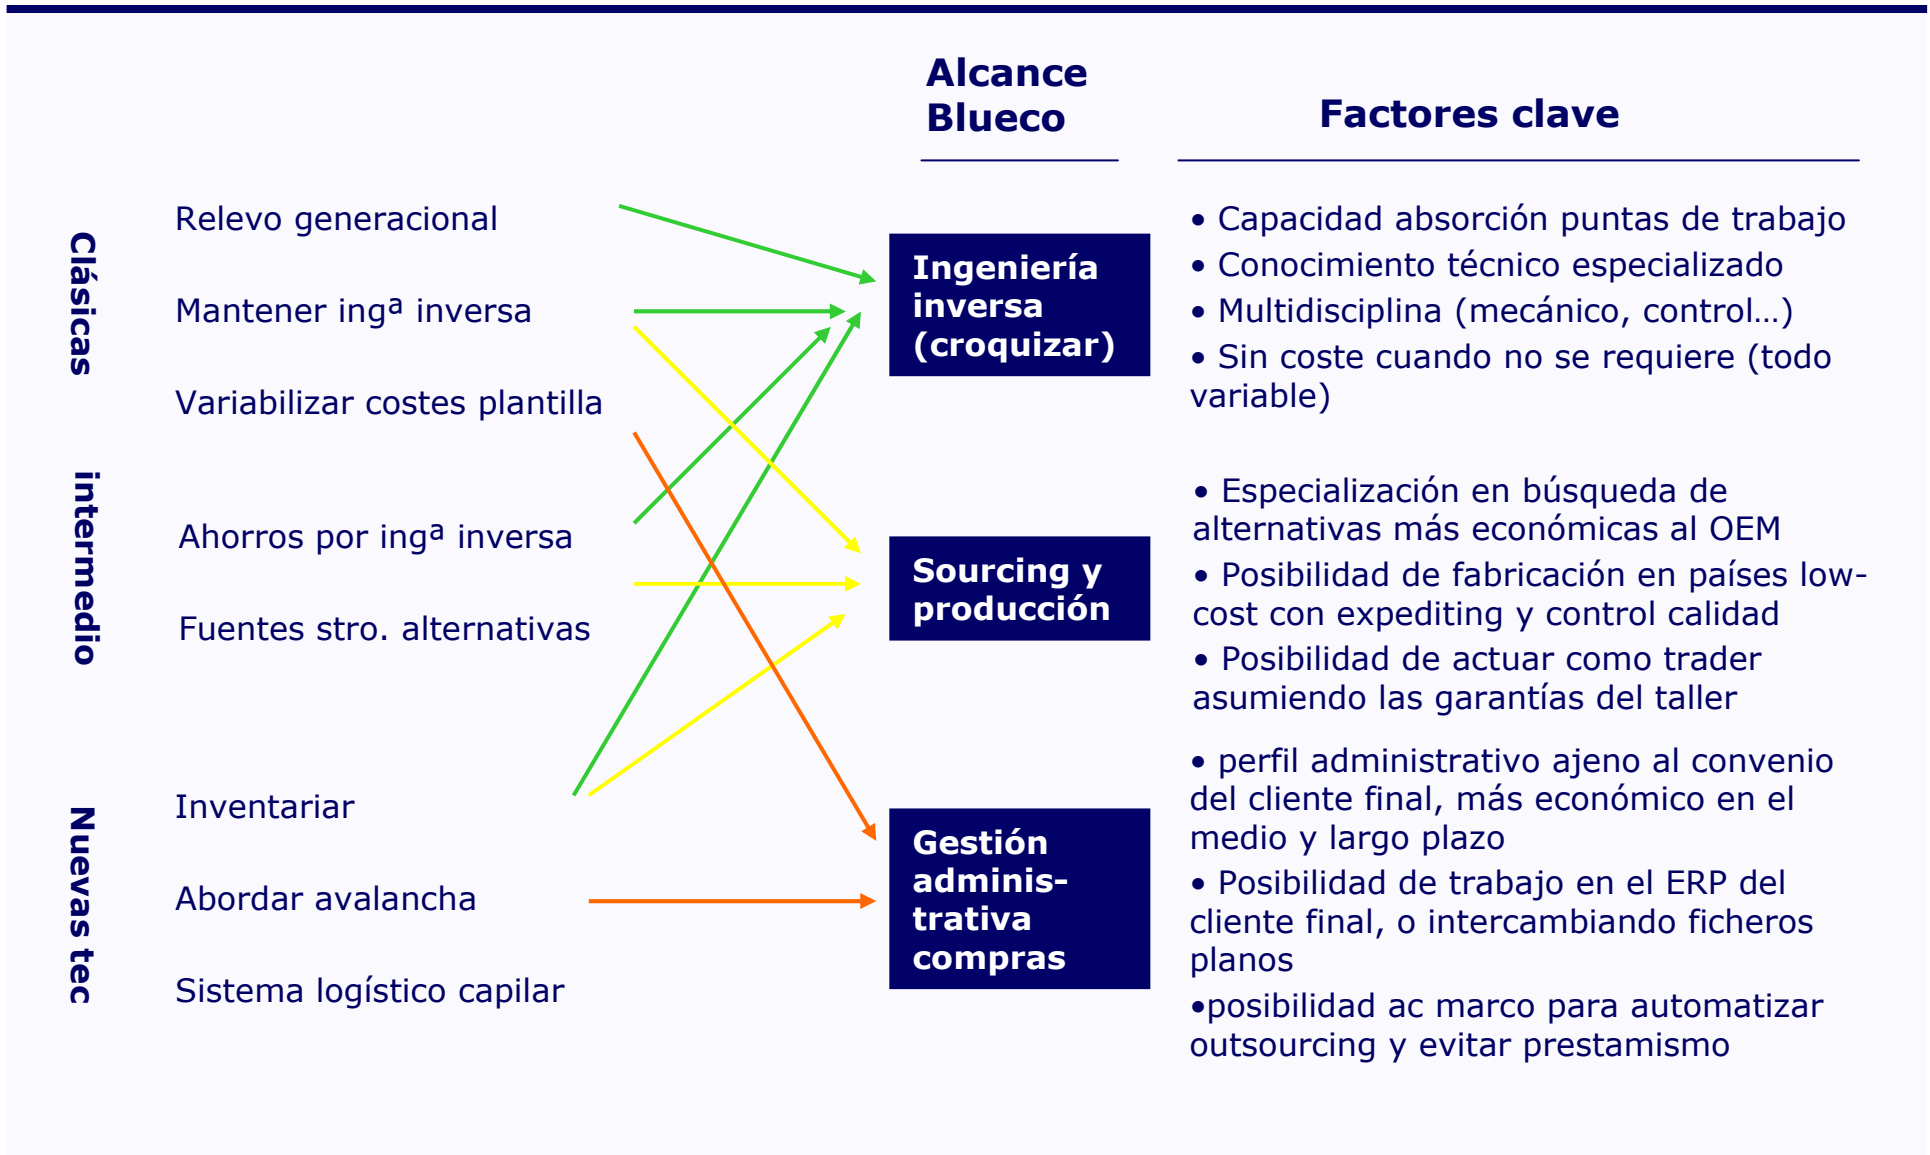 Alcance
Blueco
Factores clave
Clásicas
Relevo generacional
Mantener ingª inversa
Variabilizar costes plantilla
intermedio
Ahorros por ingª inversa
Fuentes stro. alternativas
Nuevas tec
Inventariar
Abordar avalancha
Sistema logístico capilar
Ingeniería
inversa
(croquizar)
• Capacidad absorción puntas de trabajo
• Conocimiento técnico especializado
• Multidisciplina (mecánico, control…)
• Sin coste cuando no se requiere (todo
variable)
Sourcing y
producción
• Especialización en búsqueda de
alternativas más económicas al OEM
• Posibilidad de fabricación en países low-
cost con expediting y control calidad
• Posibilidad de actuar como trader
asumiendo las garantías del taller
Gestión
adminis-
trativa
compras
• perfil administrativo ajeno al convenio
del cliente final, más económico en el
medio y largo plazo
• Posibilidad de trabajo en el ERP del
cliente final, o intercambiando ficheros
planos
•posibilidad ac marco para automatizar
outsourcing y evitar prestamismo